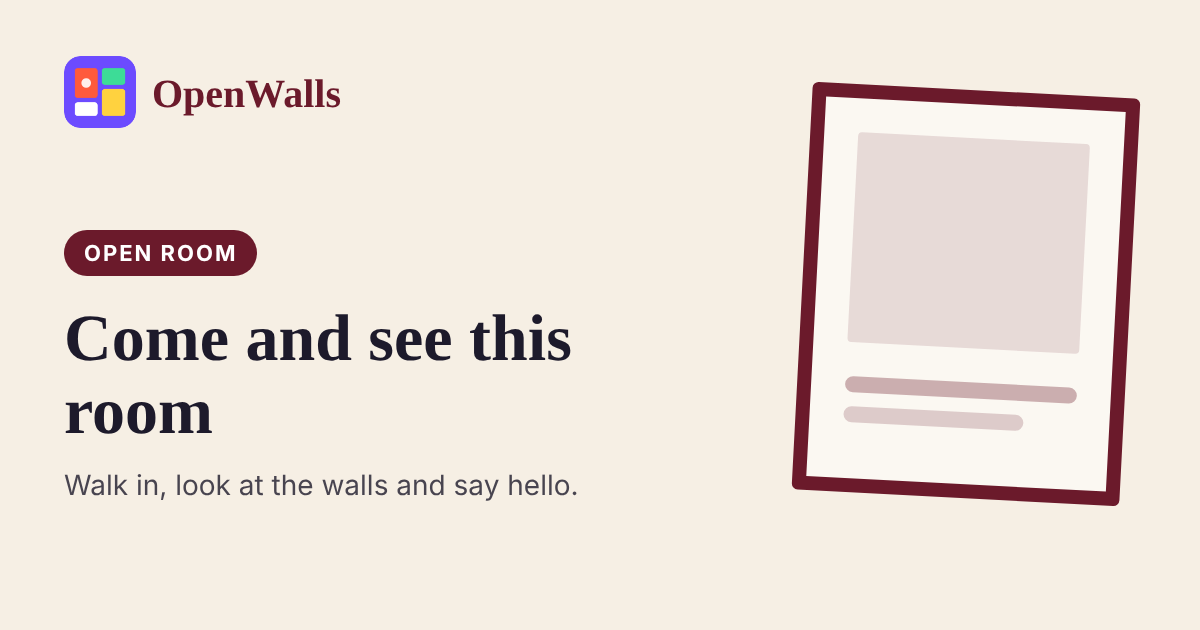 OpenWalls
OPEN ROOM
Come and see this
room
Walk in, look at the walls and say hello.